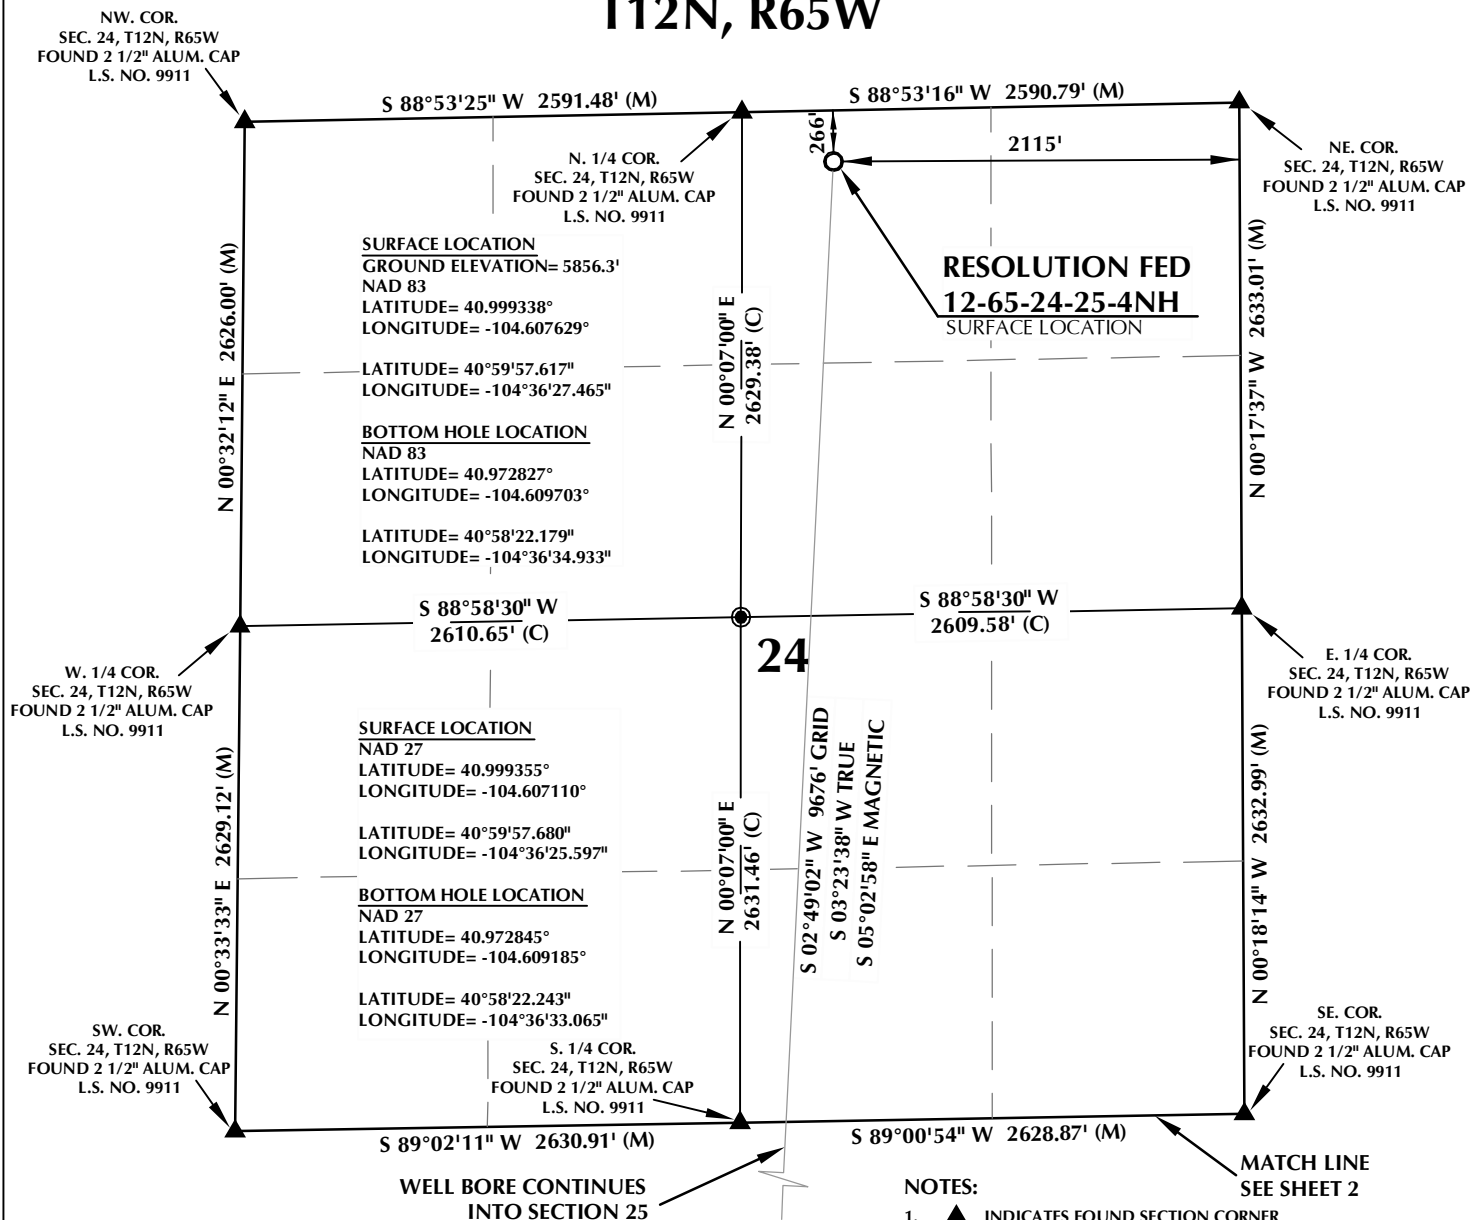 T12N, R65W
NW. COR.
SEC. 24, T12N, R65W
FOUND 2 1/2" ALUM. CAP
L.S. NO. 9911
S 88°53'25" W 2591.48' (M)
S 88°53'16" W 2590.79' (M)
N. 1/4 COR.
SEC. 24, T12N, R65W
FOUND 2 1/2" ALUM. CAP
L.S. NO. 9911
266'
2115'
NE. COR.
SEC. 24, T12N, R65W
FOUND 2 1/2" ALUM. CAP
L.S. NO. 9911
SURFACE LOCATION
GROUND ELEVATION= 5856.3'
NAD 83
LATITUDE= 40.999338°
LONGITUDE= -104.607629°
LATITUDE= 40°59'57.617"
LONGITUDE= -104°36'27.465"
BOTTOM HOLE LOCATION
NAD 83
LATITUDE= 40.972827°
LONGITUDE= -104.609703°
LATITUDE= 40°58'22.179"
LONGITUDE= -104°36'34.933"
RESOLUTION FED
12-65-24-25-4NH
SURFACE LOCATION
N 00°32'12" E 2626.00' (M)
N 00°07'00" E
2629.38' (C)
N 00°17'37" W 2633.01' (M)
S 88°58'30" W
2610.65' (C)
S 88°58'30" W
2609.58' (C)
24
W. 1/4 COR.
SEC. 24, T12N, R65W
FOUND 2 1/2" ALUM. CAP
L.S. NO. 9911
E. 1/4 COR.
SEC. 24, T12N, R65W
FOUND 2 1/2" ALUM. CAP
L.S. NO. 9911
SURFACE LOCATION
NAD 27
LATITUDE= 40.999355°
LONGITUDE= -104.607110°
LATITUDE= 40°59'57.680"
LONGITUDE= -104°36'25.597"
BOTTOM HOLE LOCATION
NAD 27
LATITUDE= 40.972845°
LONGITUDE= -104.609185°
LATITUDE= 40°58'22.243"
LONGITUDE= -104°36'33.065"
N 00°33'33" E 2629.12' (M)
N 00°07'00" E
2631.46' (C)
S 02°49'02" W 9676' GRID
S 03°23'38" W TRUE
S 05°02'58" E MAGNETIC
N 00°18'14" W 2632.99' (M)
SW. COR.
SEC. 24, T12N, R65W
FOUND 2 1/2" ALUM. CAP
L.S. NO. 9911
S. 1/4 COR.
SEC. 24, T12N, R65W
FOUND 2 1/2" ALUM. CAP
L.S. NO. 9911
SE. COR.
SEC. 24, T12N, R65W
FOUND 2 1/2" ALUM. CAP
L.S. NO. 9911
S 89°02'11" W 2630.91' (M)
S 89°00'54" W 2628.87' (M)
WELL BORE CONTINUES
INTO SECTION 25
MATCH LINE
SEE SHEET 2
NOTES:
1. INDICATES FOUND SECTION CORNER